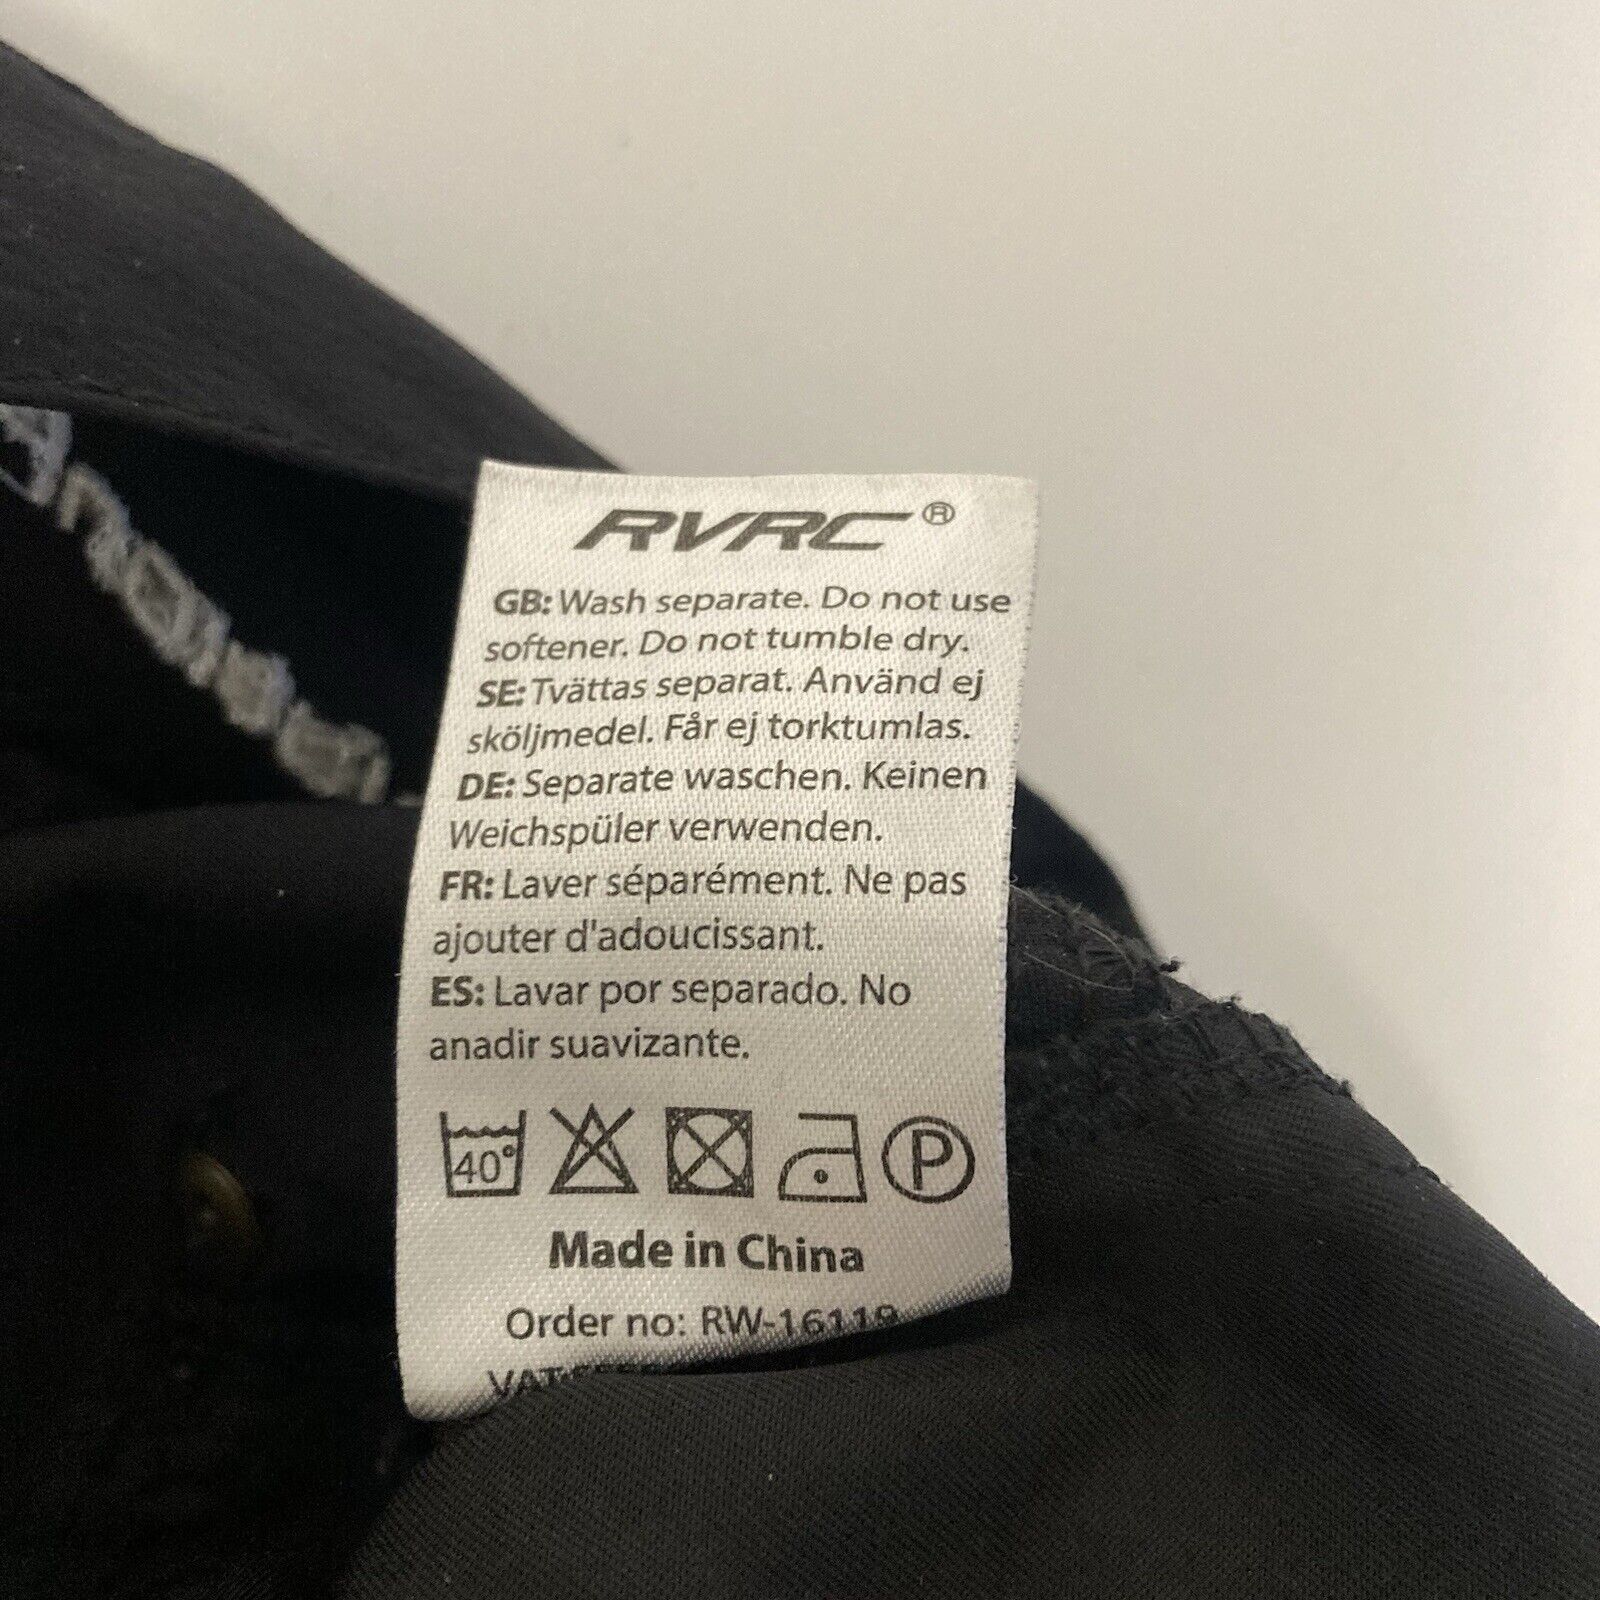 RVRC®
GB: Wash separate. Do not use
softener. Do not tumble dry.
SE: Tvättas separat. Använd ej
sköljmedel. Får ej torktumlas.
DE: Separate waschen. Keinen
Weichspüler verwenden.
FR: Laver séparément. Ne pas
ajouter d'adoucissant.
ES: Lavar por separado. No
anadir suavizante.
40° P
Made in China
Order no: RW-16119
VAT